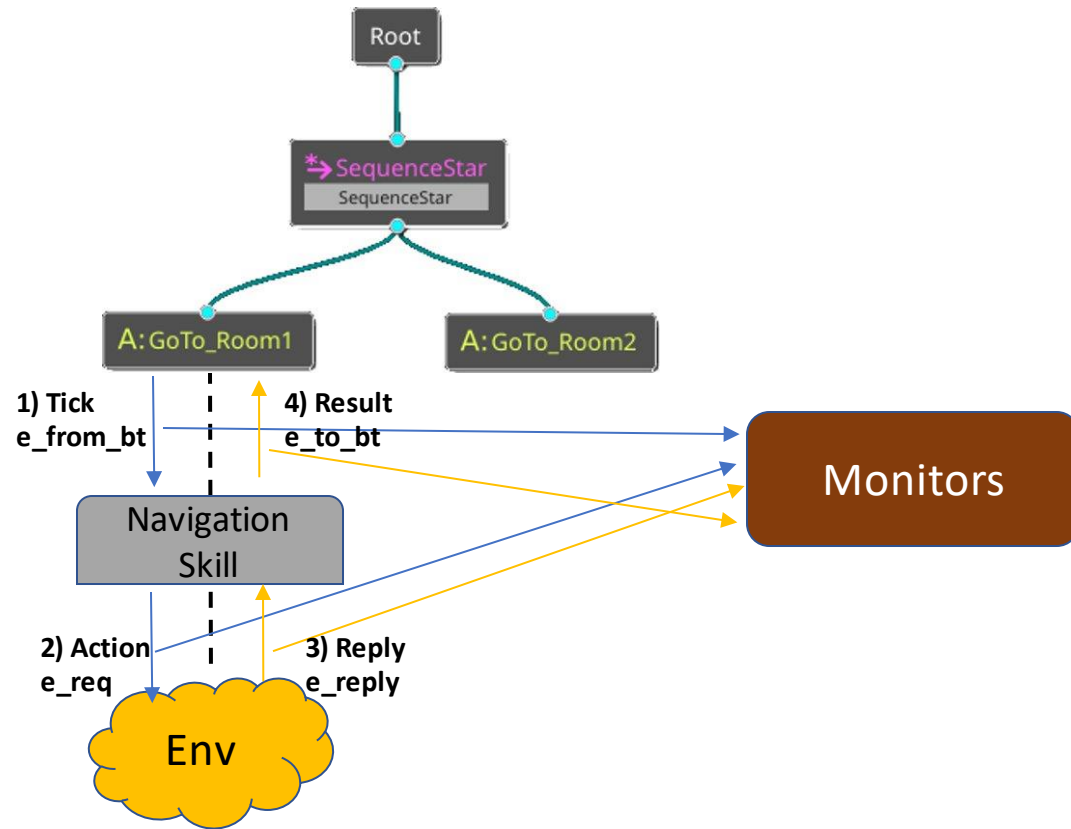 Root
*→ SequenceStar
SequenceStar
A: GoTo_Room1
A: GoTo_Room2
1) Tick
e_from_bt
4) Result
e_to_bt
Monitors
Navigation
Skill
2) Action
e_req
3) Reply
e_reply
Env